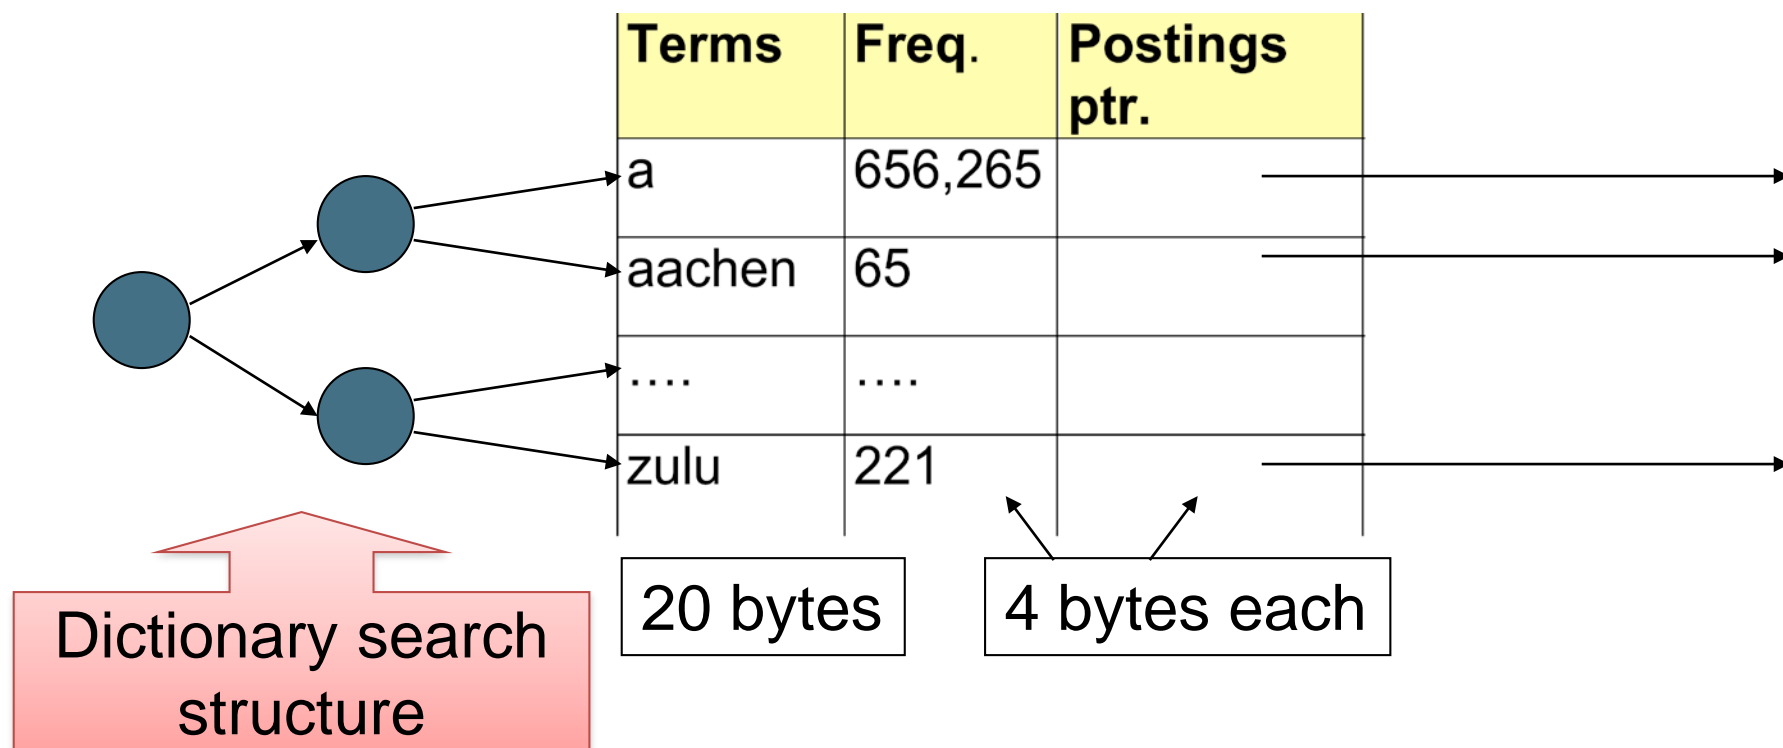 Terms Freq. Postings
ptr.
a 656,265
aachen 65
.... ....
zulu 221
20 bytes 4 bytes each
Dictionary search
structure